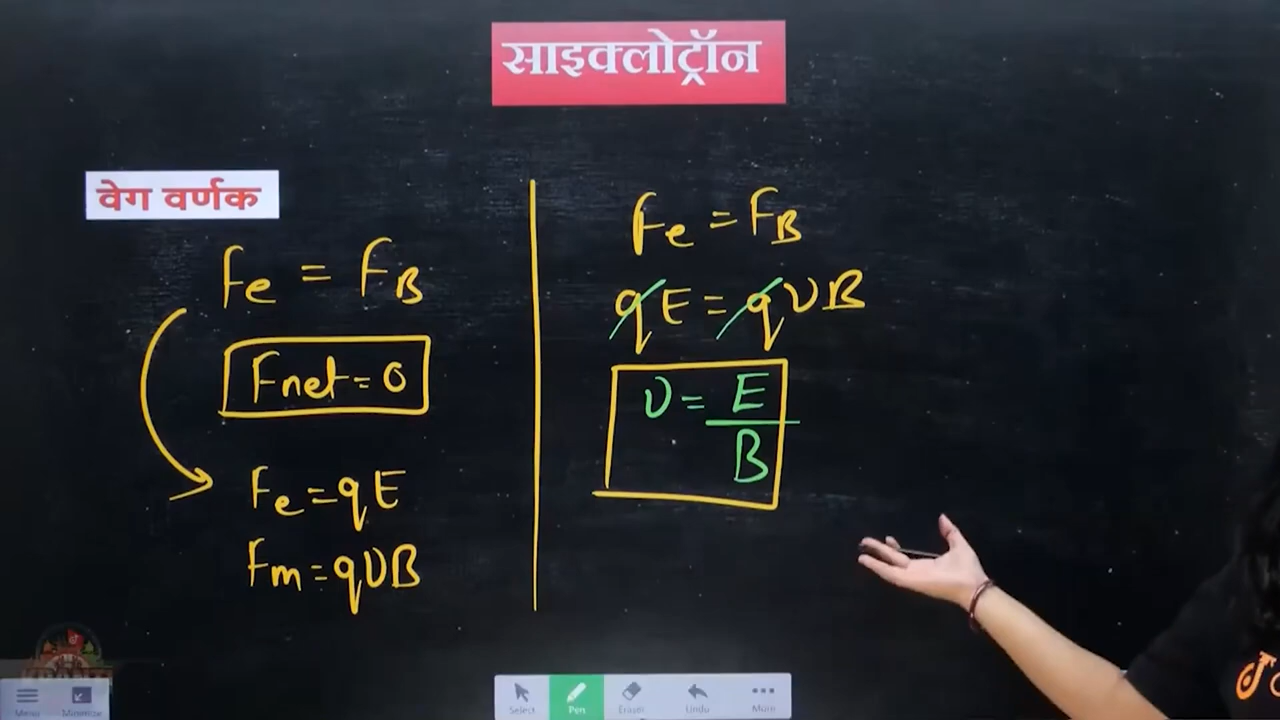 साइक्लोट्रॉन
वेग वर्णक
Fe = FB
Fnet = 0
Fe = qE
Fm = qVB
Fe = FB
qE = qVB
V = E
B
Menu
Minimize
Select
Pen
Eraser
Undo
More